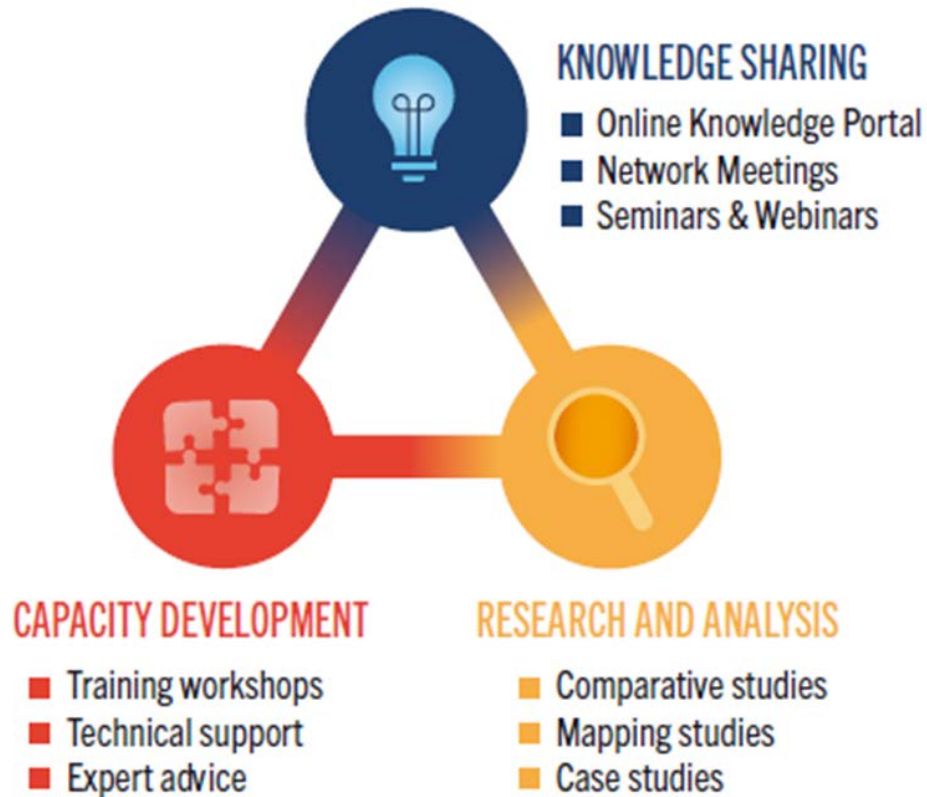 KNOWLEDGE SHARING
Online Knowledge Portal
Network Meetings
Seminars & Webinars
CAPACITY DEVELOPMENT
Training workshops
Technical support
Expert advice
RESEARCH AND ANALYSIS
Comparative studies
Mapping studies
Case studies